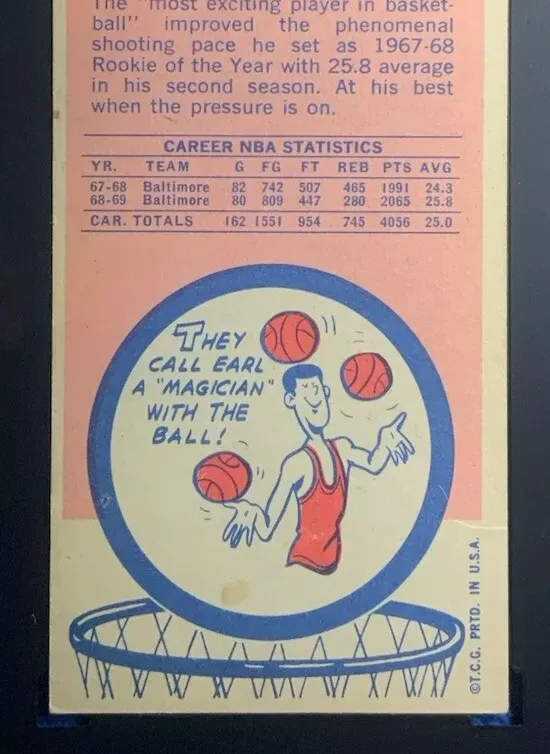 The "most exciting player in basket-
ball" improved the phenomenal
shooting pace he set as 1967-68
Rookie of the Year with 25.8 average
in his second season. At his best
when the pressure is on.
CAREER NBA STATISTICS
YR. TEAM G FG FT REB PTS AVG
67-68 Baltimore 82 742 507 465 1991 24.3
68-69 Baltimore 80 809 447 280 2065 25.8
CAR. TOTALS 162 1551 954 745 4056 25.0
THEY
CALL EARL
A "MAGICIAN"
WITH THE
BALL!
©T.C.G. PRTD. IN U.S.A.